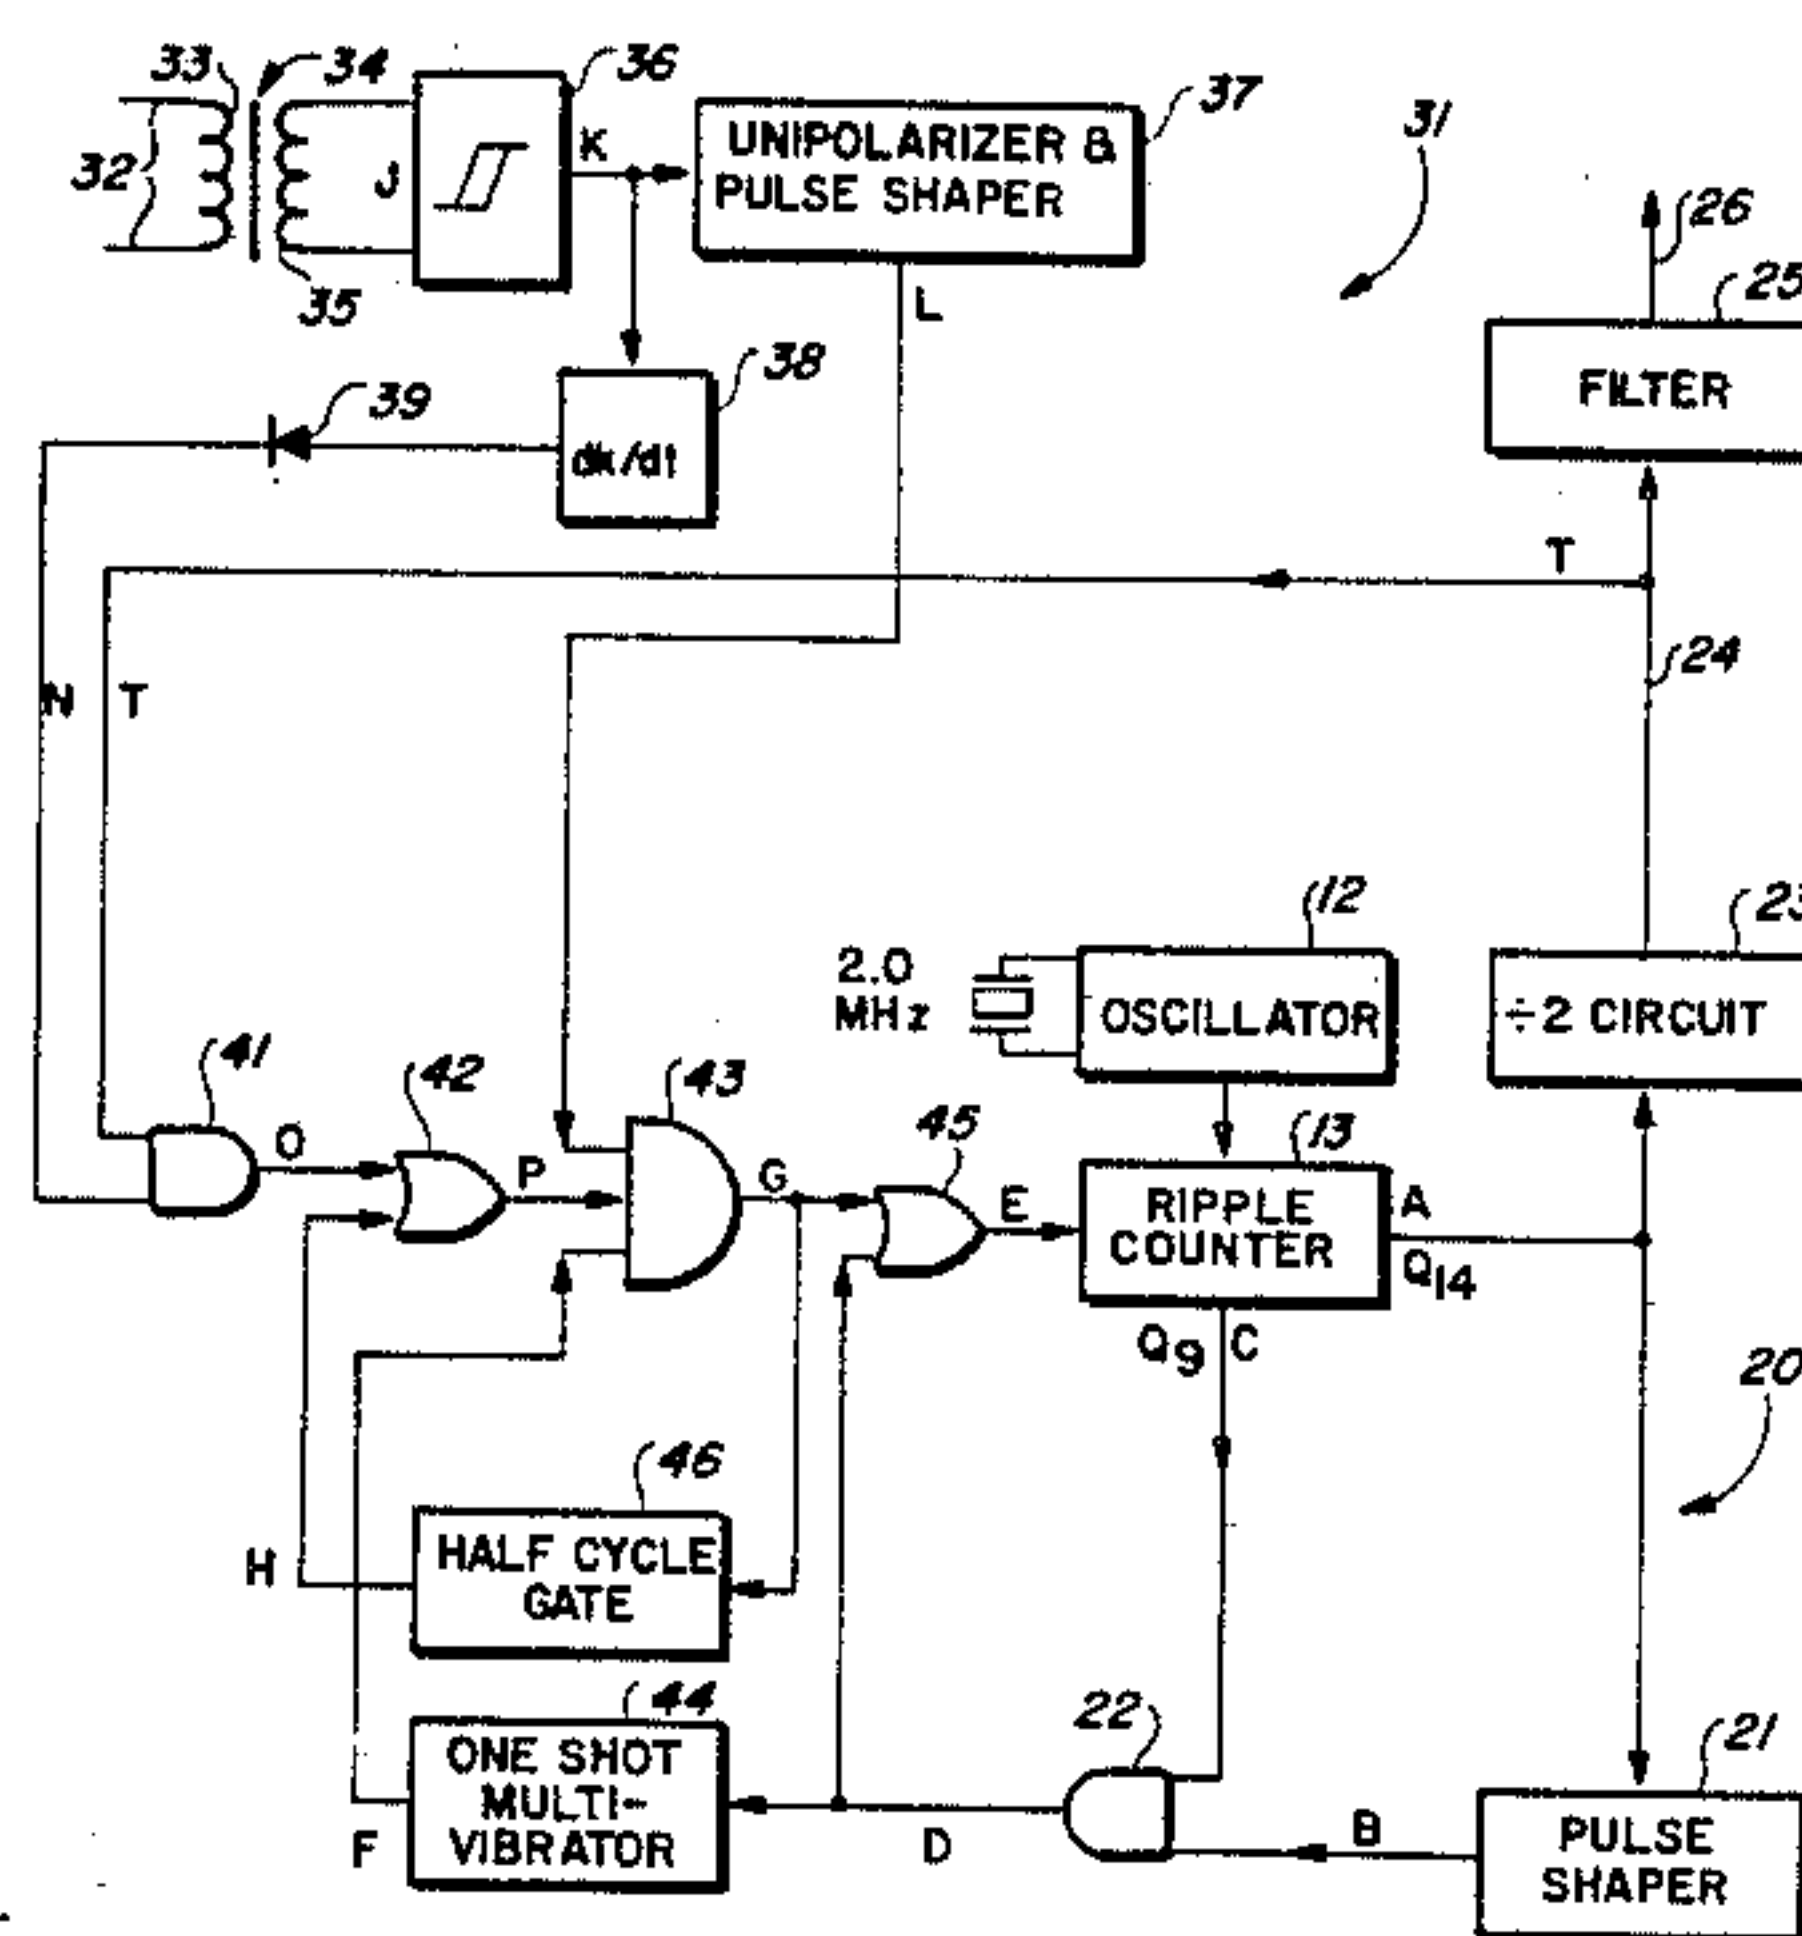 33
34
36
37
31
32
J
K
UNIPOLARIZER &
PULSE SHAPER
26
35
L
25
38
39
FILTER
dk/dt
T
24
N
T
12
23
2.0
MHz
OSCILLATOR
÷2 CIRCUIT
41
42
43
45
13
O
P
G
E
RIPPLE
COUNTER
A
Q14
Q9
C
20
46
H
HALF CYCLE
GATE
44
22
21
ONE SHOT
MULTI-
VIBRATOR
F
D
B
PULSE
SHAPER